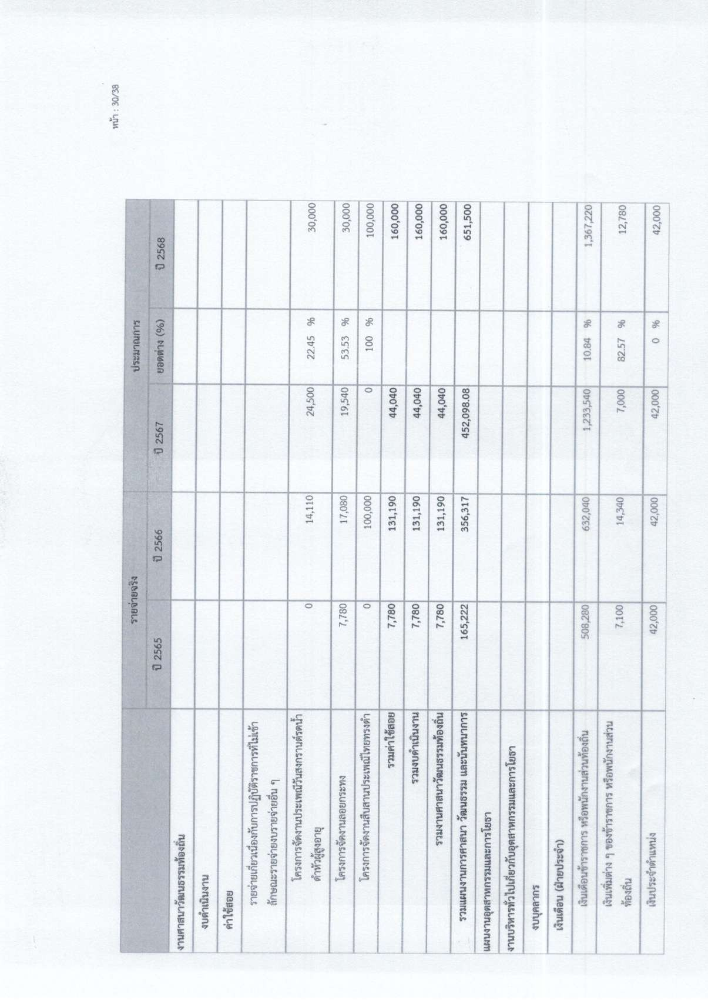 หน้า : 30/38
รายจ่ายจริง ประมาณการ
ปี 2565 ปี 2566 ปี 2567 ยอดต่าง (%) ปี 2568
งานศาสนาวัฒนธรรมท้องถิ่น
งบดำเนินงาน
ค่าใช้สอย
รายจ่ายเกี่ยวเนื่องกับการปฏิบัติราชการที่ไม่เข้า
ลักษณะรายจ่ายงบรายจ่ายอื่น ๆ
โครงการจัดงานประเพณีวันสงกรานต์รดน้ำ 0 14,110 24,500 22.45 % 30,000
ดำหัวผู้สูงอายุ
โครงการจัดงานลอยกระทง 7,780 17,080 19,540 53.53 % 30,000
โครงการจัดงานสืบสานประเพณีไทยทรงดำ 0 100,000 0 100 % 100,000
รวมค่าใช้สอย 7,780 131,190 44,040 160,000
รวมงบดำเนินงาน 7,780 131,190 44,040 160,000
รวมงานศาสนาวัฒนธรรมท้องถิ่น 7,780 131,190 44,040 160,000
รวมแผนงานการศาสนา วัฒนธรรม และนันทนาการ 165,222 356,317 452,098.08 651,500
แผนงานอุตสาหกรรมและการโยธา
งานบริหารทั่วไปเกี่ยวกับอุตสาหกรรมและการโยธา
งบบุคลากร
เงินเดือน (ฝ่ายประจำ)
เงินเดือนข้าราชการ หรือพนักงานส่วนท้องถิ่น 508,280 632,040 1,233,540 10.84 % 1,367,220
เงินเพิ่มต่าง ๆ ของข้าราชการ หรือพนักงานส่วน 7,100 14,340 7,000 82.57 % 12,780
ท้องถิ่น
เงินประจำตำแหน่ง 42,000 42,000 42,000 0 % 42,000